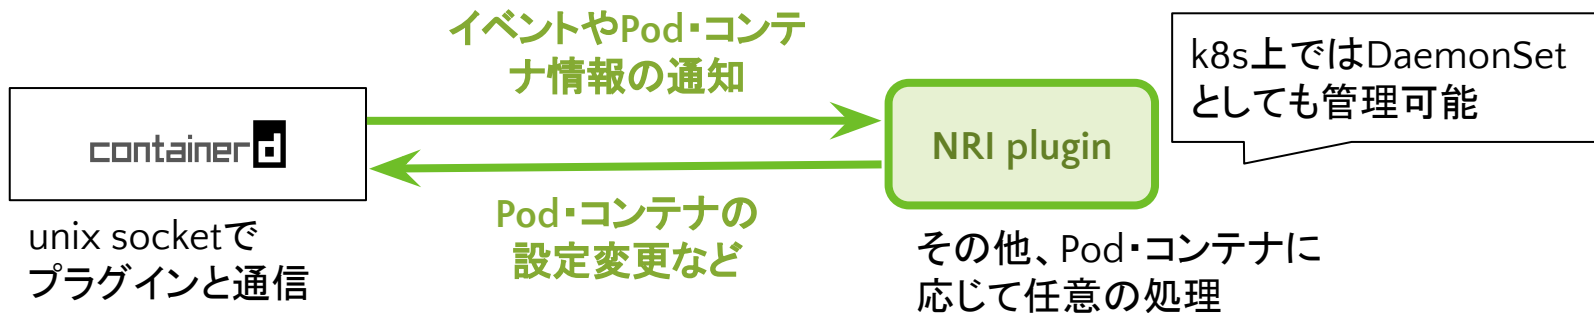 イベントやPod・コンテ
ナ情報の通知
k8s上ではDaemonSet
としても管理可能
containerd
NRI plugin
Pod・コンテナの
設定変更など
unix socketで
プラグインと通信
その他、Pod・コンテナに
応じて任意の処理